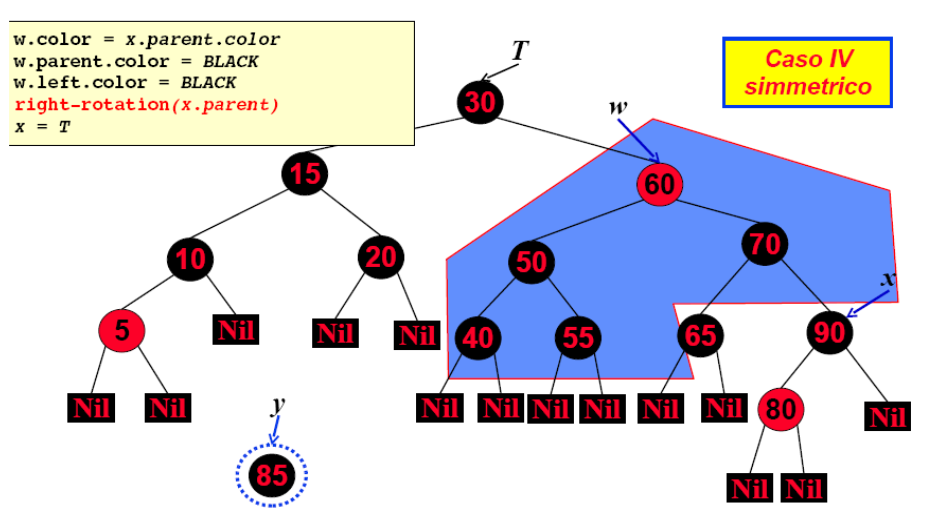 w.color = x.parent.color
w.parent.color = BLACK
w.left.color = BLACK
right-rotation(x.parent)
x = T
Caso IV
simmetrico
T
30
w
15
60
10
20
50
70
x
5
Nil
Nil
Nil
40
55
65
90
Nil
Nil
Nil
Nil
Nil
Nil
Nil
Nil
80
Nil
y
85
Nil
Nil